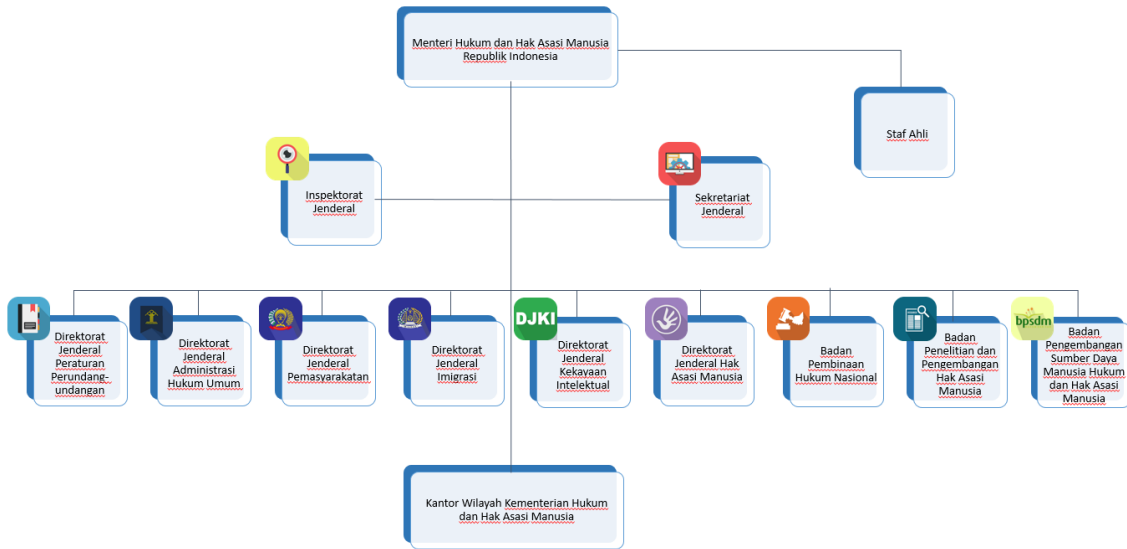 Menteri Hukum dan Hak Asasi Manusia
Republik Indonesia
Staf Ahli
Inspektorat
Jenderal
Sekretariat
Jenderal
Direktorat
Jenderal
Peraturan
Perundang-
undangan
Direktorat
Jenderal
Administrasi
Hukum Umum
Direktorat
Jenderal
Pemasyarakatan
Direktorat
Jenderal
Imigrasi
DJKI
Direktorat
Jenderal
Kekayaan
Intelektual
Direktorat
Jenderal Hak
Asasi Manusia
Badan
Pembinaan
Hukum Nasional
Badan
Penelitian dan
Pengembangan
Hak Asasi
Manusia
bpsdm
Badan
Pengembangan
Sumber Daya
Manusia Hukum
dan Hak Asasi
Manusia
Kantor Wilayah Kementerian Hukum
dan Hak Asasi Manusia